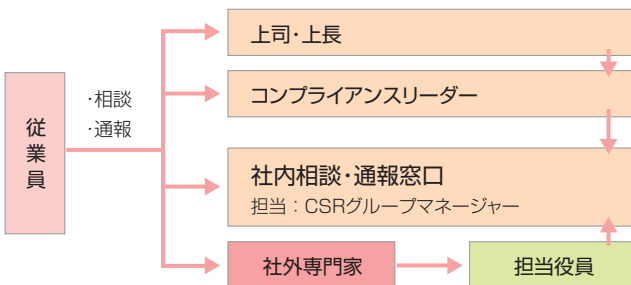 上司・上長
コンプライアンスリーダー
・相談
・通報
従業員
社内相談・通報窓口
担当：CSRグループマネージャー
社外専門家
担当役員